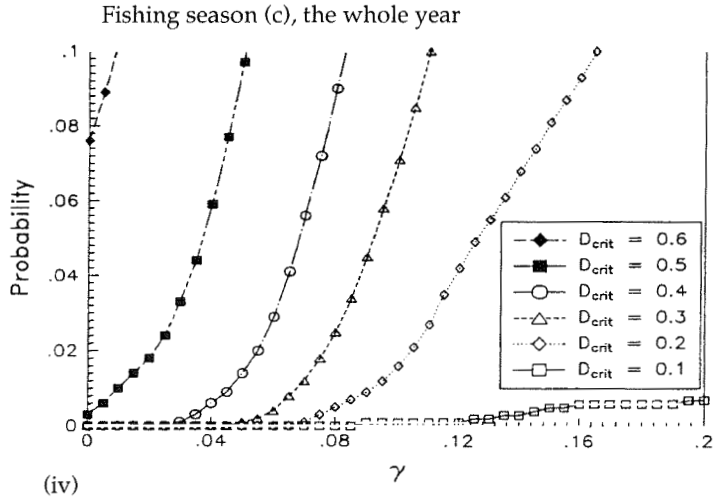 Fishing season (c), the whole year
.1
.08
.06
.04
.02
0
Probability
0 .04 .08 .12 .16 .2
γ
D_crit = 0.6
D_crit = 0.5
D_crit = 0.4
D_crit = 0.3
D_crit = 0.2
D_crit = 0.1
(iv)